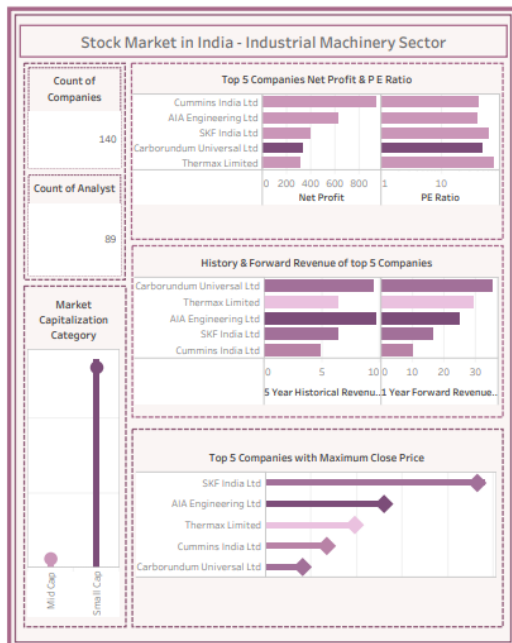 Stock Market in India - Industrial Machinery Sector
Count of
Companies
140
Count of Analyst
89
Market
Capitalization
Category
Mid Cap
Small Cap
Top 5 Companies Net Profit & P E Ratio
Cummins India Ltd
AIA Engineering Ltd
SKF India Ltd
Carborundum Universal Ltd
Thermax Limited
0 200 400 600 800
1 10
Net Profit
PE Ratio
History & Forward Revenue of top 5 Companies
Carborundum Universal Ltd
Thermax Limited
AIA Engineering Ltd
SKF India Ltd
Cummins India Ltd
0 5 10
0 10 20 30
5 Year Historical Revenu..
1 Year Forward Revenue..
Top 5 Companies with Maximum Close Price
SKF India Ltd
AIA Engineering Ltd
Thermax Limited
Cummins India Ltd
Carborundum Universal Ltd